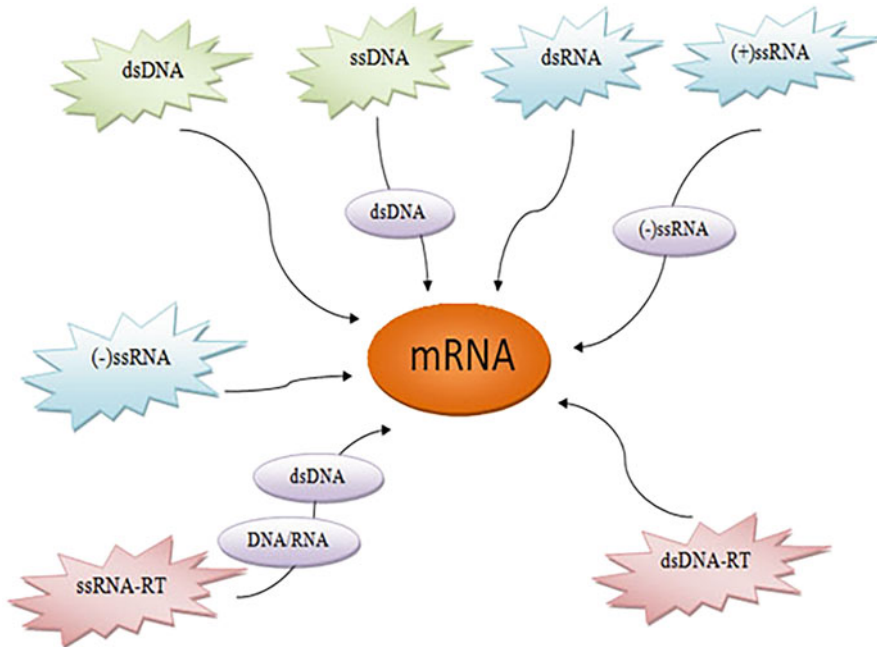 dsDNA
ssDNA
dsRNA
(+)ssRNA
dsDNA
(-)ssRNA
(-)ssRNA
mRNA
dsDNA
DNA/RNA
ssRNA-RT
dsDNA-RT